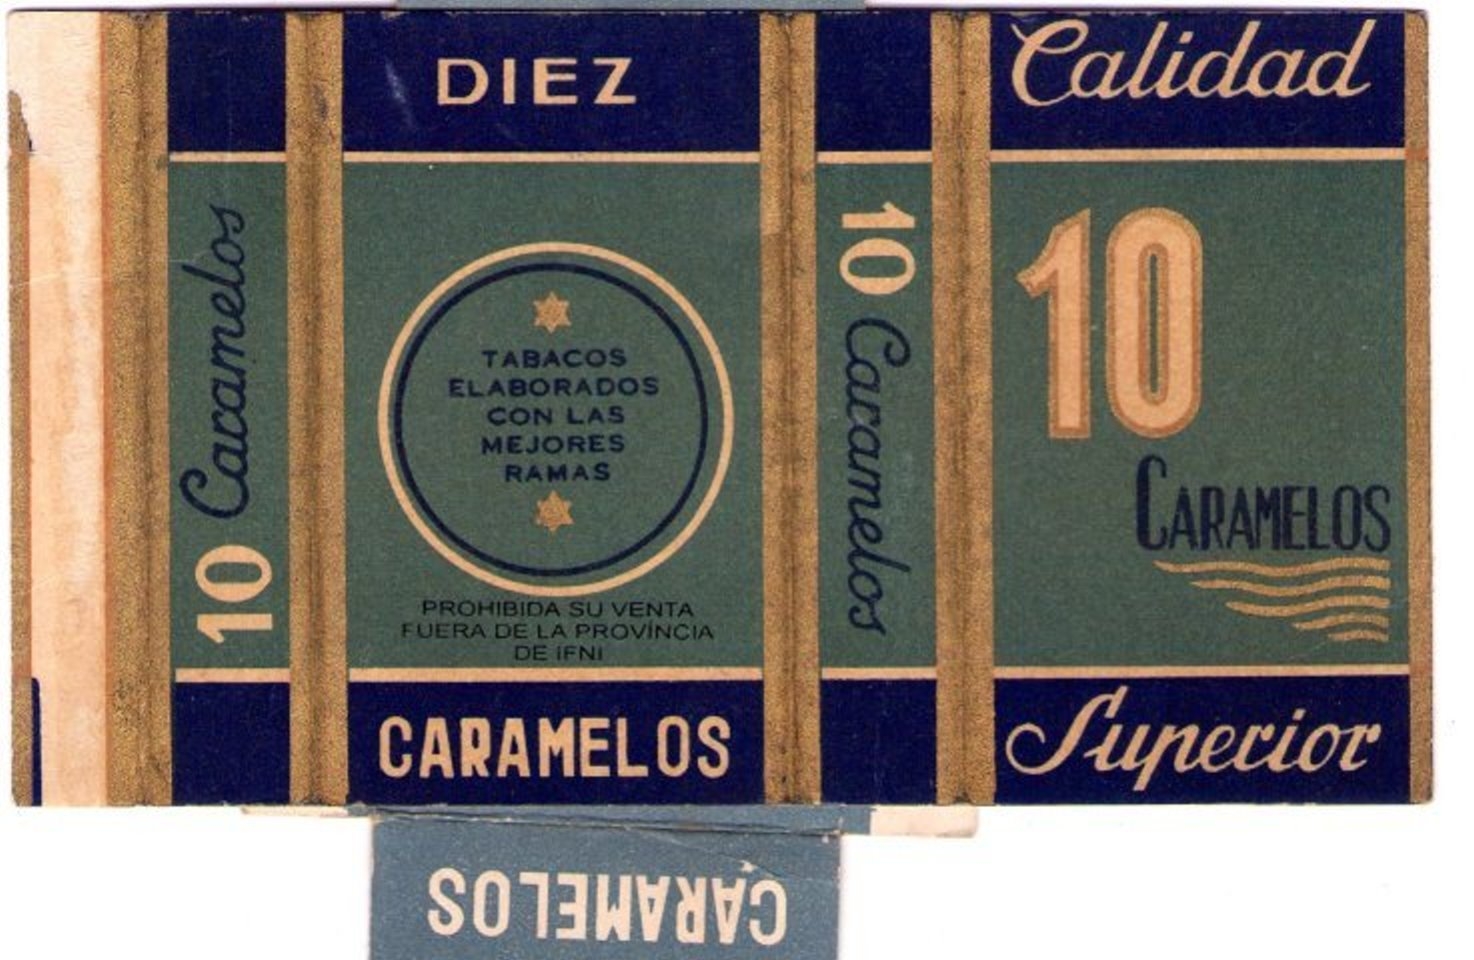 10 Caramelos
DIEZ
TABACOS
ELABORADOS
CON LAS
MEJORES
RAMAS
PROHIBIDA SU VENTA
FUERA DE LA PROVÍNCIA
DE IFNI
CARAMELOS
10 Caramelos
Calidad
10
CARAMELOS
Superior
CARAMELOS